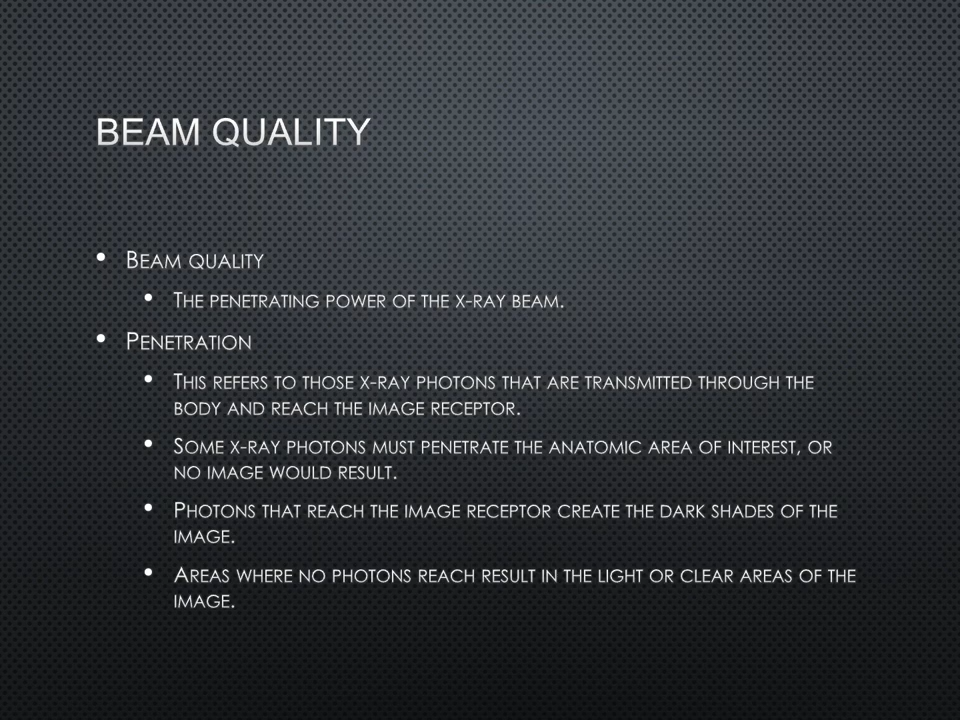 BEAM QUALITY
• BEAM QUALITY
• THE PENETRATING POWER OF THE X-RAY BEAM.
• PENETRATION
• THIS REFERS TO THOSE X-RAY PHOTONS THAT ARE TRANSMITTED THROUGH THE
BODY AND REACH THE IMAGE RECEPTOR.
• SOME X-RAY PHOTONS MUST PENETRATE THE ANATOMIC AREA OF INTEREST, OR
NO IMAGE WOULD RESULT.
• PHOTONS THAT REACH THE IMAGE RECEPTOR CREATE THE DARK SHADES OF THE
IMAGE.
• AREAS WHERE NO PHOTONS REACH RESULT IN THE LIGHT OR CLEAR AREAS OF THE
IMAGE.